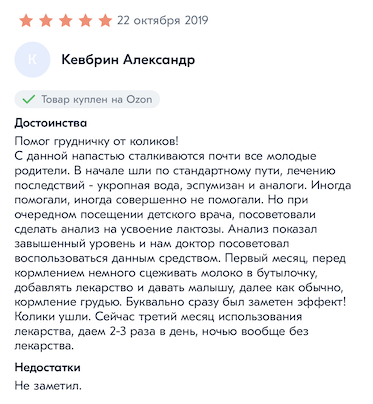 22 октября 2019
К
Кевбрин Александр
Товар куплен на Ozon
Достоинства
Помог грудничку от коликов!
С данной напастью сталкиваются почти все молодые
родители. В начале шли по стандартному пути, лечению
последствий - укропная вода, эспумизан и аналоги. Иногда
помогали, иногда совершенно не помогали. Но при
очередном посещении детского врача, посоветовали
сделать анализ на усвоение лактозы. Анализ показал
завышенный уровень и нам доктор посоветовал
воспользоваться данным средством. Первый месяц, перед
кормлением немного сцеживать молоко в бутылочку,
добавлять лекарство и давать малышу, далее как обычно,
кормление грудью. Буквально сразу был заметен эффект!
Колики ушли. Сейчас третий месяц использования
лекарства, даем 2-3 раза в день, ночью вообще без
лекарства.
Недостатки
Не заметил.